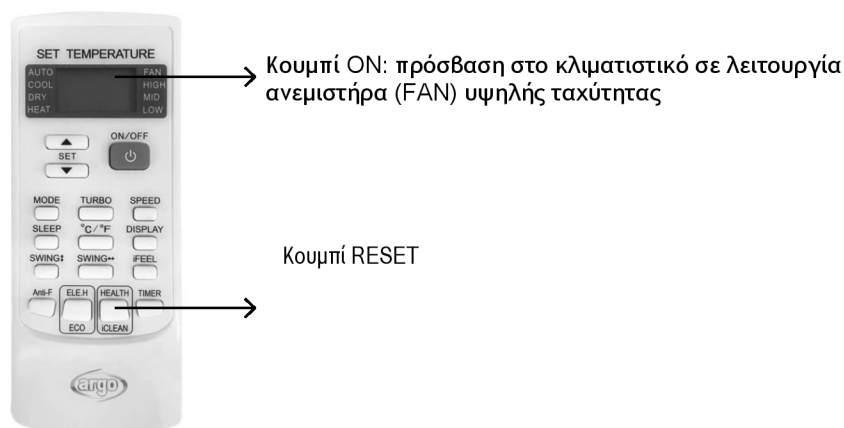 SET TEMPERATURE
AUTO FAN
COOL HIGH
DRY MID
HEAT LOW
Κουμπί ON: πρόσβαση στο κλιματιστικό σε λειτουργία
ανεμιστήρα (FAN) υψηλής ταχύτητας
ON/OFF
SET
MODE TURBO SPEED
SLEEP °C/°F DISPLAY
SWING↕ SWING↔ iFEEL
Κουμπί RESET
Anti-F ELE.H HEALTH TIMER
ECO iCLEAN
argo